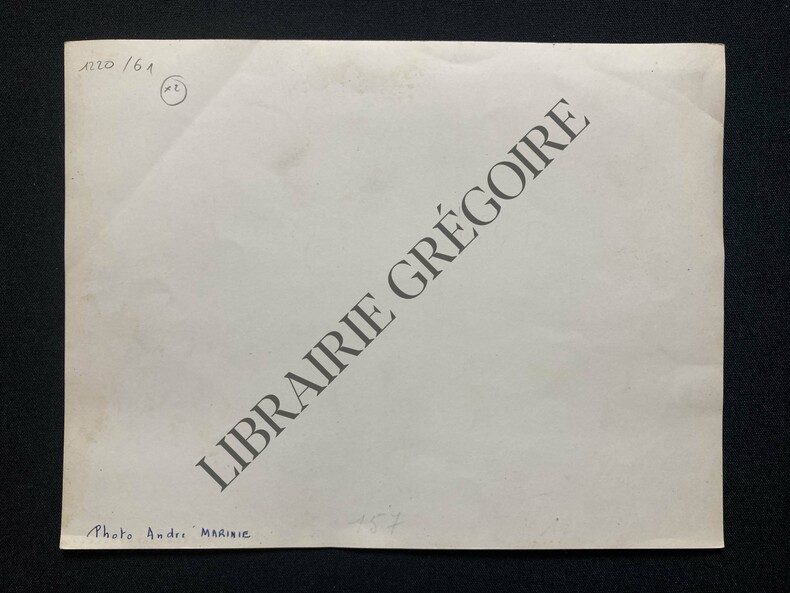 1220/61
x2
LIBRAIRIE GRÉGOIRE
Photo André MARINIE
157